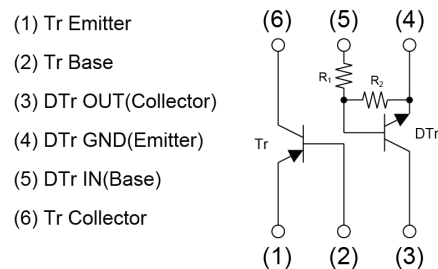 (1) Tr Emitter
(2) Tr Base
(3) DTr OUT(Collector)
(4) DTr GND(Emitter)
(5) DTr IN(Base)
(6) Tr Collector
(6) (5) (4)
R1 R2
Tr DTr
(1) (2) (3)